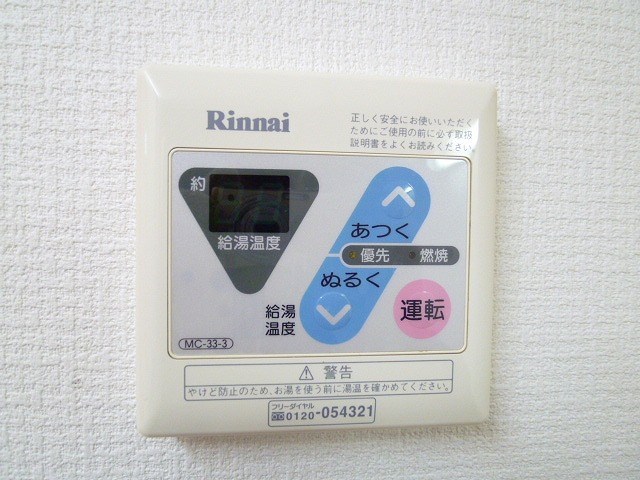 Rinnai
正しく安全にお使いいただく
ためにご使用の前に必ず取扱
説明書をよくお読みください。
約
給湯温度
あつく
優先 燃焼
ぬるく
給湯
温度
運転
MC-33-3
⚠ 警告
やけど防止のため、お湯を使う前に湯温を確かめてください。
フリーダイヤル
0120-054321